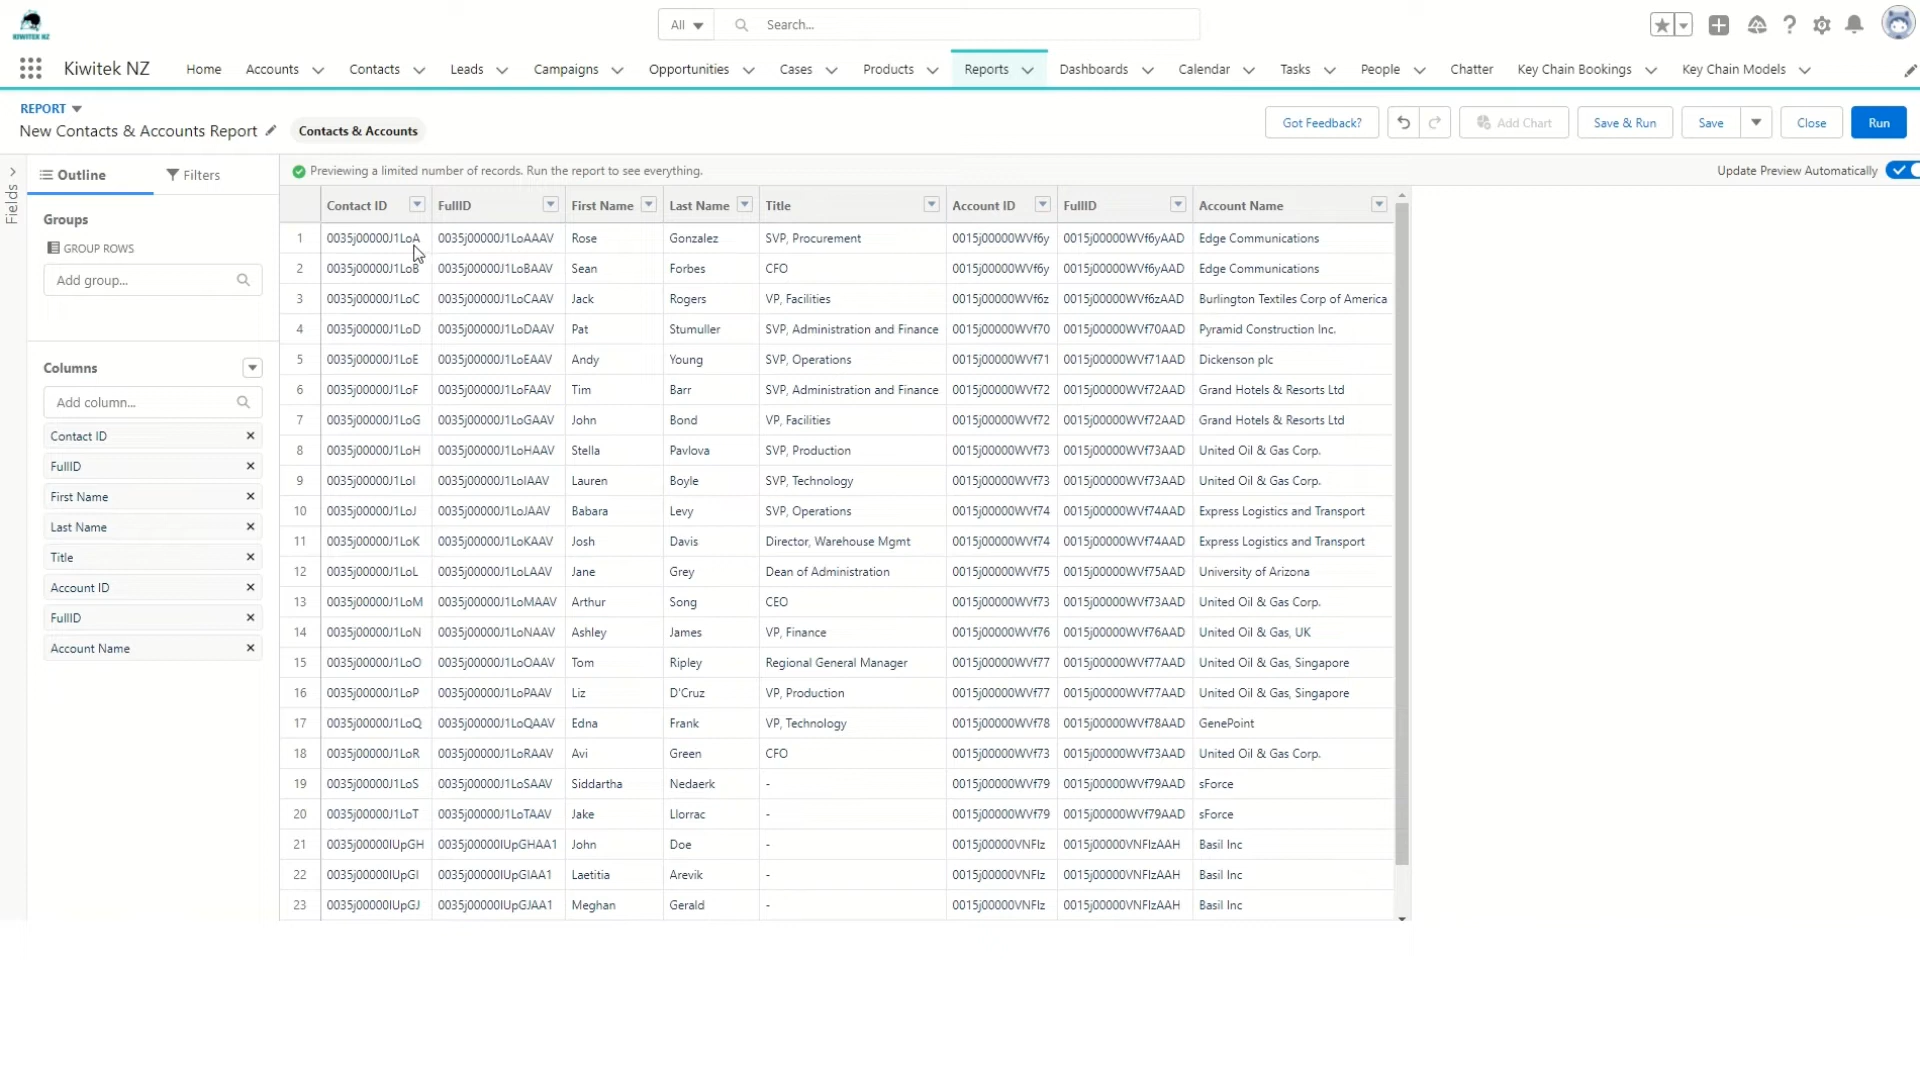 KIWITEK NZ
All
Search...
Kiwitek NZ Home Accounts Contacts Leads Campaigns Opportunities Cases Products Reports Dashboards Calendar Tasks People Chatter Key Chain Bookings Key Chain Models
REPORT
New Contacts & Accounts Report Contacts & Accounts
Got Feedback? Add Chart Save & Run Save Close Run
Fields
Outline Filters
Previewing a limited number of records. Run the report to see everything.
Update Preview Automatically
Groups
GROUP ROWS
Add group...
Columns
Add column...
Contact ID
FullID
First Name
Last Name
Title
Account ID
FullID
Account Name
Contact ID FullID First Name Last Name Title Account ID FullID Account Name
1 0035j00000J1LoA 0035j00000J1LoAAAV Rose Gonzalez SVP, Procurement 0015j00000WVf6y 0015j00000WVf6yAAD Edge Communications
2 0035j00000J1LoB 0035j00000J1LoBAAV Sean Forbes CFO 0015j00000WVf6y 0015j00000WVf6yAAD Edge Communications
3 0035j00000J1LoC 0035j00000J1LoCAAV Jack Rogers VP, Facilities 0015j00000WVf6z 0015j00000WVf6zAAD Burlington Textiles Corp of America
4 0035j00000J1LoD 0035j00000J1LoDAAV Pat Stumuller SVP, Administration and Finance 0015j00000WVf70 0015j00000WVf70AAD Pyramid Construction Inc.
5 0035j00000J1LoE 0035j00000J1LoEAAV Andy Young SVP, Operations 0015j00000WVf71 0015j00000WVf71AAD Dickenson plc
6 0035j00000J1LoF 0035j00000J1LoFAAV Tim Barr SVP, Administration and Finance 0015j00000WVf72 0015j00000WVf72AAD Grand Hotels & Resorts Ltd
7 0035j00000J1LoG 0035j00000J1LoGAAV John Bond VP, Facilities 0015j00000WVf72 0015j00000WVf72AAD Grand Hotels & Resorts Ltd
8 0035j00000J1LoH 0035j00000J1LoHAAV Stella Pavlova SVP, Production 0015j00000WVf73 0015j00000WVf73AAD United Oil & Gas Corp.
9 0035j00000J1LoI 0035j00000J1LoIAAV Lauren Boyle SVP, Technology 0015j00000WVf73 0015j00000WVf73AAD United Oil & Gas Corp.
10 0035j00000J1LoJ 0035j00000J1LoJAAV Babara Levy SVP, Operations 0015j00000WVf74 0015j00000WVf74AAD Express Logistics and Transport
11 0035j00000J1LoK 0035j00000J1LoKAAV Josh Davis Director, Warehouse Mgmt 0015j00000WVf74 0015j00000WVf74AAD Express Logistics and Transport
12 0035j00000J1LoL 0035j00000J1LoLAAV Jane Grey Dean of Administration 0015j00000WVf75 0015j00000WVf75AAD University of Arizona
13 0035j00000J1LoM 0035j00000J1LoMAAV Arthur Song CEO 0015j00000WVf73 0015j00000WVf73AAD United Oil & Gas Corp.
14 0035j00000J1LoN 0035j00000J1LoNAAV Ashley James VP, Finance 0015j00000WVf76 0015j00000WVf76AAD United Oil & Gas, UK
15 0035j00000J1LoO 0035j00000J1LoOAAV Tom Ripley Regional General Manager 0015j00000WVf77 0015j00000WVf77AAD United Oil & Gas, Singapore
16 0035j00000J1LoP 0035j00000J1LoPAAV Liz D'Cruz VP, Production 0015j00000WVf77 0015j00000WVf77AAD United Oil & Gas, Singapore
17 0035j00000J1LoQ 0035j00000J1LoQAAV Edna Frank VP, Technology 0015j00000WVf78 0015j00000WVf78AAD GenePoint
18 0035j00000J1LoR 0035j00000J1LoRAAV Avi Green CFO 0015j00000WVf73 0015j00000WVf73AAD United Oil & Gas Corp.
19 0035j00000J1LoS 0035j00000J1LoSAAV Siddartha Nedaerk - 0015j00000WVf79 0015j00000WVf79AAD sForce
20 0035j00000J1LoT 0035j00000J1LoTAAV Jake Llorrac - 0015j00000WVf79 0015j00000WVf79AAD sForce
21 0035j00000IUpGH 0035j00000IUpGHAA1 John Doe - 0015j00000VNFIz 0015j00000VNFIzAAH Basil Inc
22 0035j00000IUpGI 0035j00000IUpGIAA1 Laetitia Arevik - 0015j00000VNFIz 0015j00000VNFIzAAH Basil Inc
23 0035j00000IUpGJ 0035j00000IUpGJAA1 Meghan Gerald - 0015j00000VNFIz 0015j00000VNFIzAAH Basil Inc